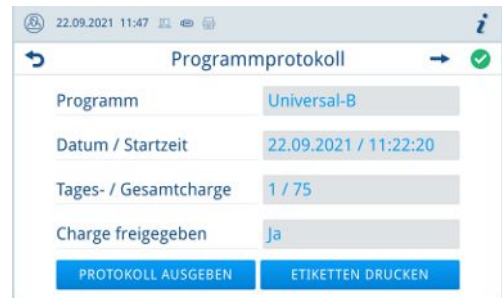 22.09.2021 11:47
Programmprotokoll
Programm Universal-B
Datum / Startzeit 22.09.2021 / 11:22:20
Tages- / Gesamtcharge 1 / 75
Charge freigegeben Ja
PROTOKOLL AUSGEBEN ETIKETTEN DRUCKEN